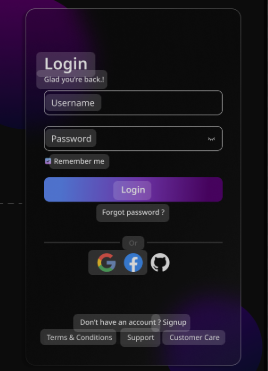 Login
Glad you're back.!
Username
Password
Remember me
Login
Forgot password ?
Or
Don't have an account ? Signup
Terms & Conditions Support Customer Care